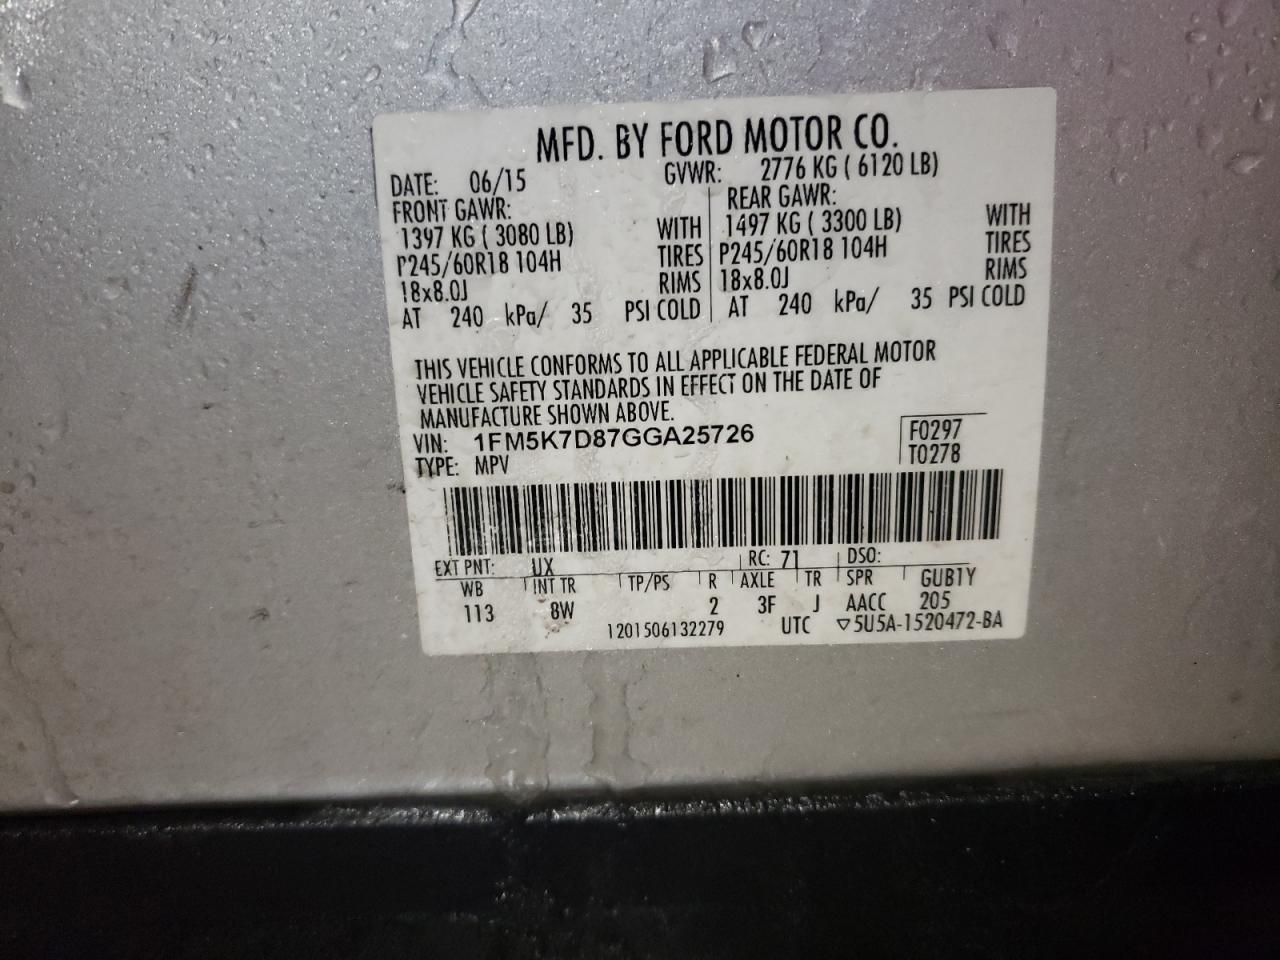 MFD. BY FORD MOTOR CO.
DATE: 06/15 GVWR: 2776 KG ( 6120 LB)
FRONT GAWR: REAR GAWR:
1397 KG ( 3080 LB) WITH 1497 KG ( 3300 LB) WITH
P245/60R18 104H TIRES P245/60R18 104H TIRES
18x8.0J RIMS 18x8.0J RIMS
AT 240 kPa/ 35 PSI COLD AT 240 kPa/ 35 PSI COLD
THIS VEHICLE CONFORMS TO ALL APPLICABLE FEDERAL MOTOR
VEHICLE SAFETY STANDARDS IN EFFECT ON THE DATE OF
MANUFACTURE SHOWN ABOVE.
VIN: 1FM5K7D87GGA25726 F0297
TYPE: MPV T0278
EXT PNT: UX RC: 71 DSO:
WB INT TR TP/PS R AXLE TR SPR GUB1Y
113 8W 2 3F J AACC 205
1201506132279 UTC ▽5U5A-1520472-BA